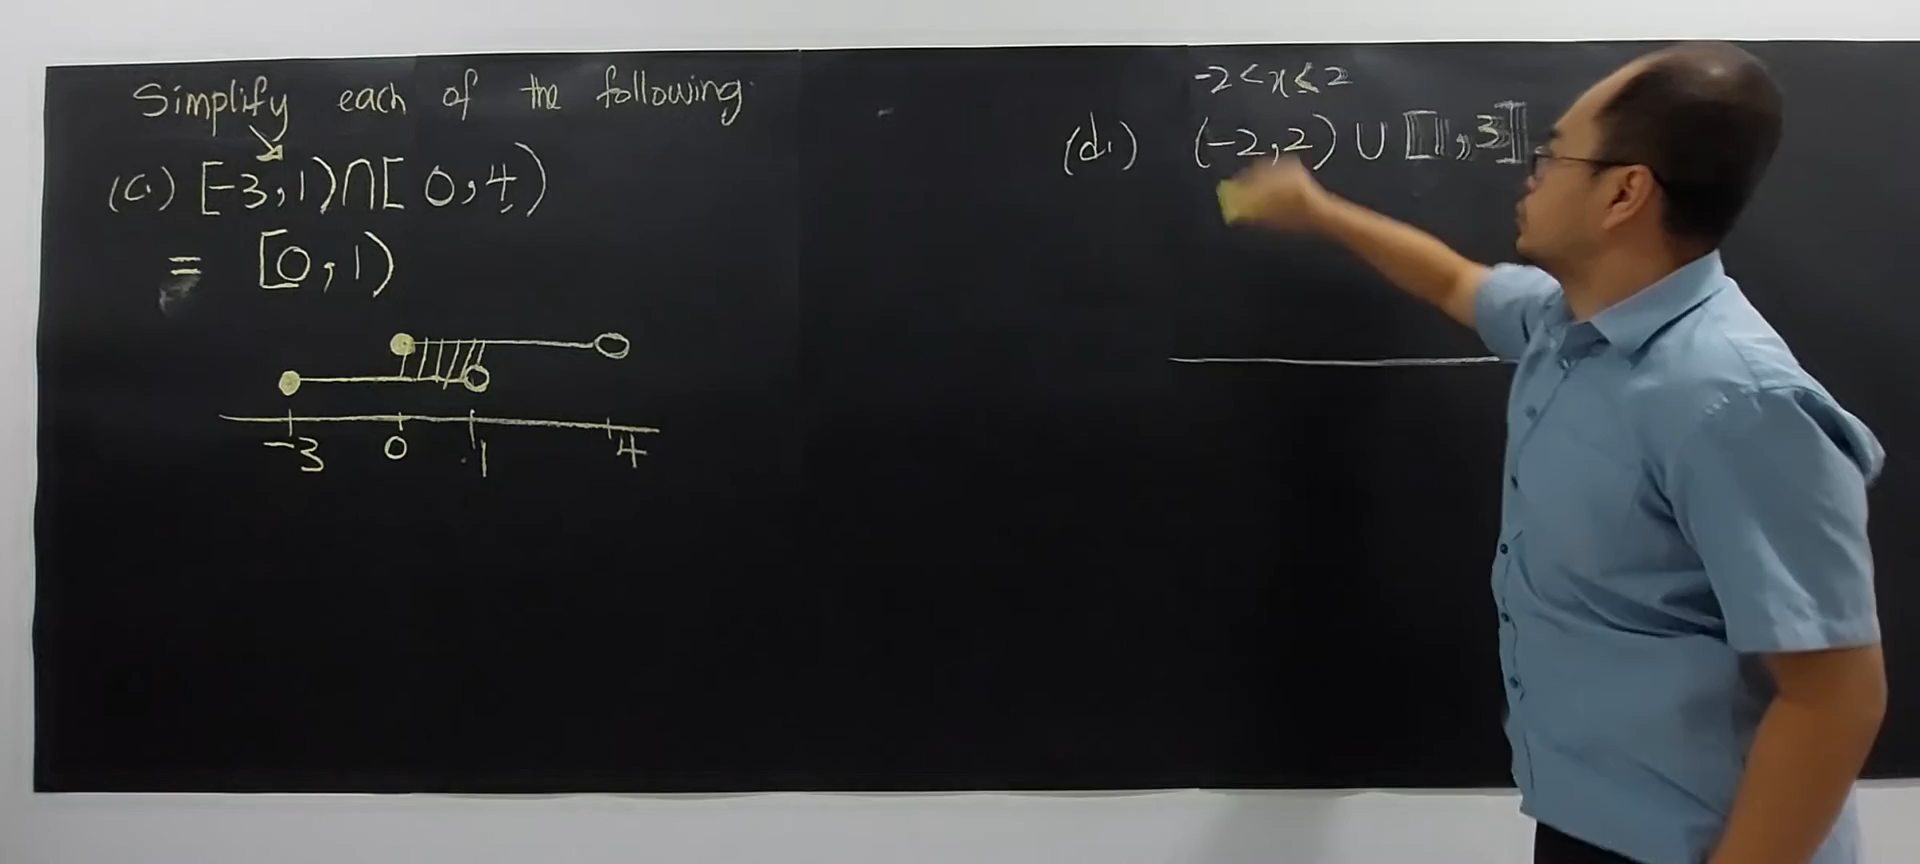 Simplify each of the following
(c.) [-3, 1) ∩ [0, 4)
= [0, 1)
-3 0 1 4
-2 < x ≤ 2
(d.) (-2, 2) ∪ [1, 3]